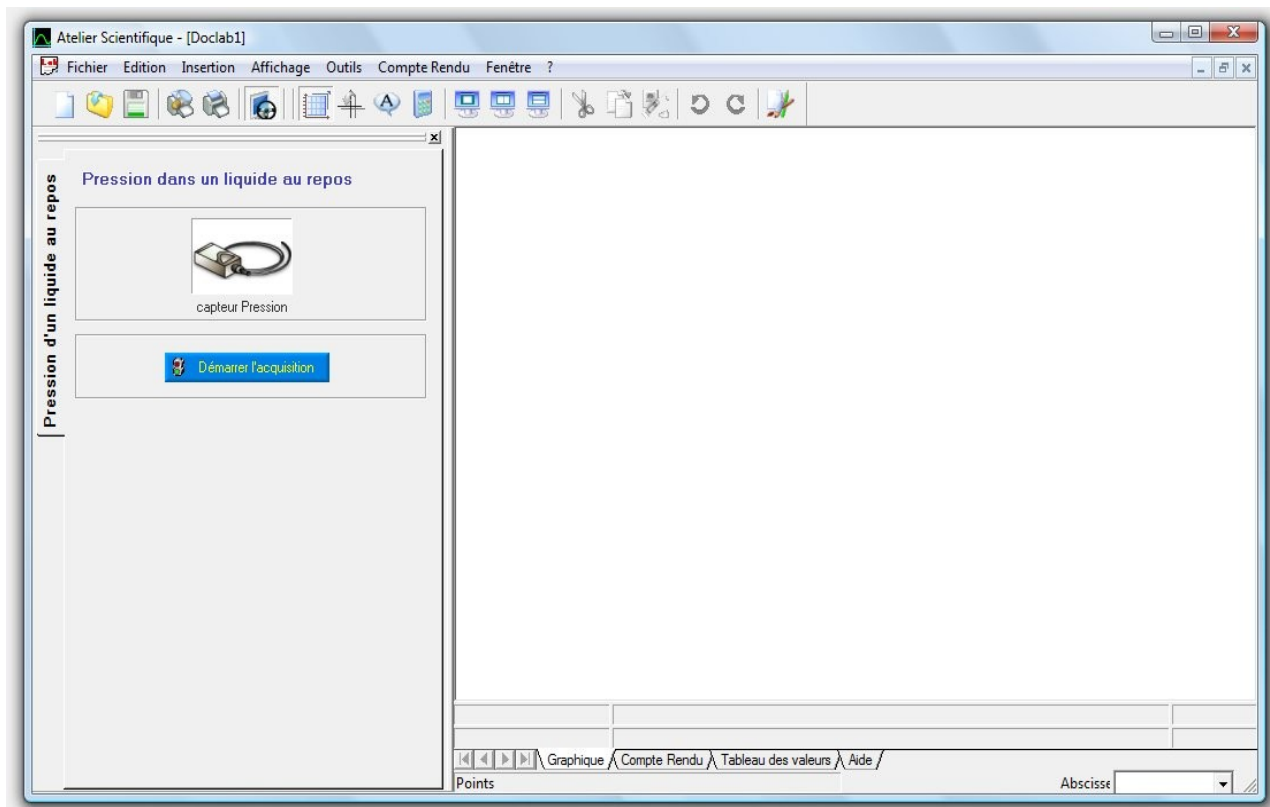 Atelier Scientifique - [Doclab1]
Fichier Edition Insertion Affichage Outils Compte Rendu Fenêtre ?
Pression d'un liquide au repos
Pression dans un liquide au repos
capteur Pression
Démarrer l'acquisition
Graphique Compte Rendu Tableau des valeurs Aide
Points Abscisse